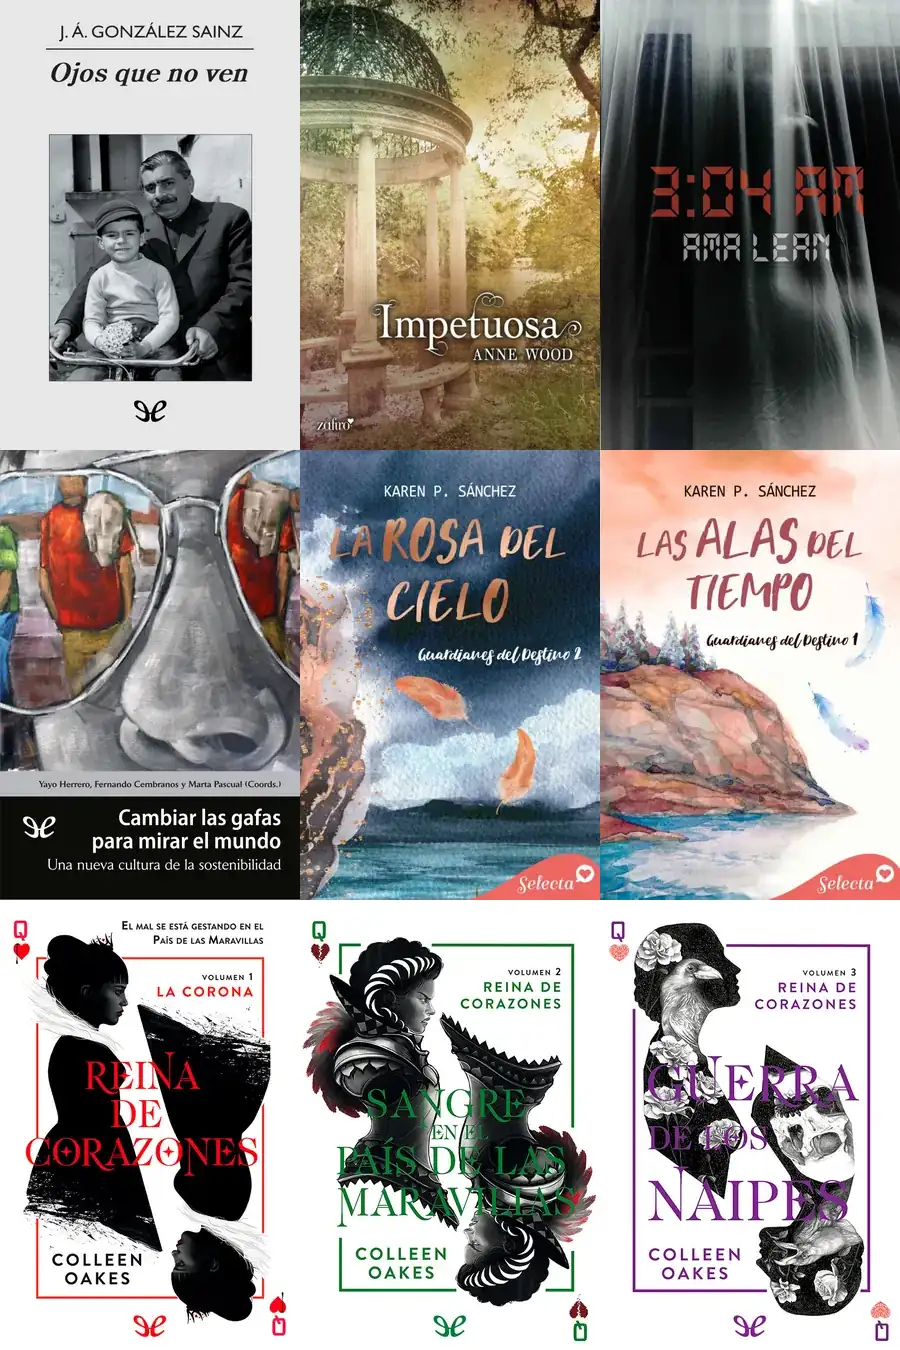 J. Á. GONZÁLEZ SAINZ
Ojos que no ven
Impetuosa
ANNE WOOD
zafiro
3:04 AM
AMA LEAN
Yayo Herrero, Fernando Cembranos y Marta Pascual (Coords.)
Cambiar las gafas
para mirar el mundo
Una nueva cultura de la sostenibilidad
KAREN P. SÁNCHEZ
LA ROSA DEL
CIELO
Guardianes del Destino 2
Selecta
KAREN P. SÁNCHEZ
LAS ALAS DEL
TIEMPO
Guardianes del Destino 1
Selecta
Q
EL MAL SE ESTÁ GESTANDO EN EL
PAÍS DE LAS MARAVILLAS
VOLUMEN 1
LA CORONA
REINA
DE
CORAZONES
COLLEEN
OAKES
Q
Q
VOLUMEN 2
REINA DE
CORAZONES
SANGRE
EN EL
PAÍS DE LAS
MARAVILLAS
COLLEEN
OAKES
Q
Q
VOLUMEN 3
REINA DE
CORAZONES
GUERRA
DE LOS
NAIPES
COLLEEN
OAKES
Q